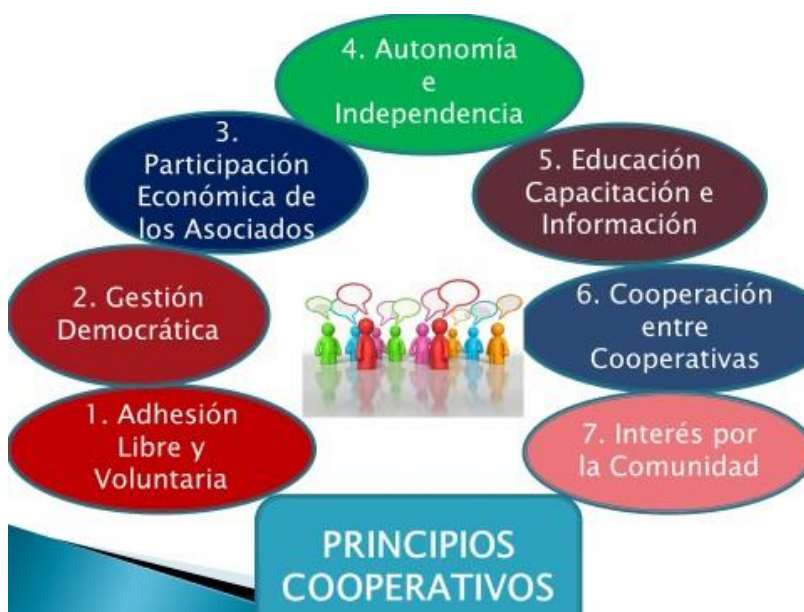 1. Adhesión
Libre y
Voluntaria
2. Gestión
Democrática
3.
Participación
Económica de
los Asociados
4. Autonomía
e
Independencia
5. Educación
Capacitación e
Información
6. Cooperación
entre
Cooperativas
7. Interés por
la Comunidad
PRINCIPIOS
COOPERATIVOS